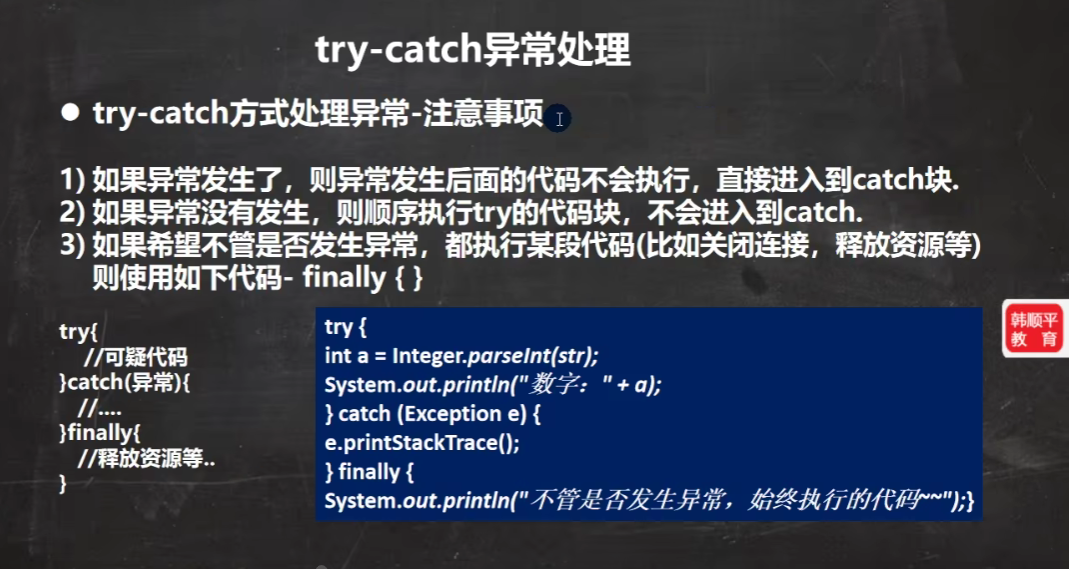 try-catch异常处理
● try-catch方式处理异常-注意事项
1) 如果异常发生了，则异常发生后面的代码不会执行，直接进入到catch块.
2) 如果异常没有发生，则顺序执行try的代码块，不会进入到catch.
3) 如果希望不管是否发生异常，都执行某段代码(比如关闭连接，释放资源等)
则使用如下代码- finally { }
try{
//可疑代码
}catch(异常){
//....
}finally{
//释放资源等..
}
try {
int a = Integer.parseInt(str);
System.out.println("数字：" + a);
} catch (Exception e) {
e.printStackTrace();
} finally {
System.out.println("不管是否发生异常，始终执行的代码~~");}
韩顺平
教 育